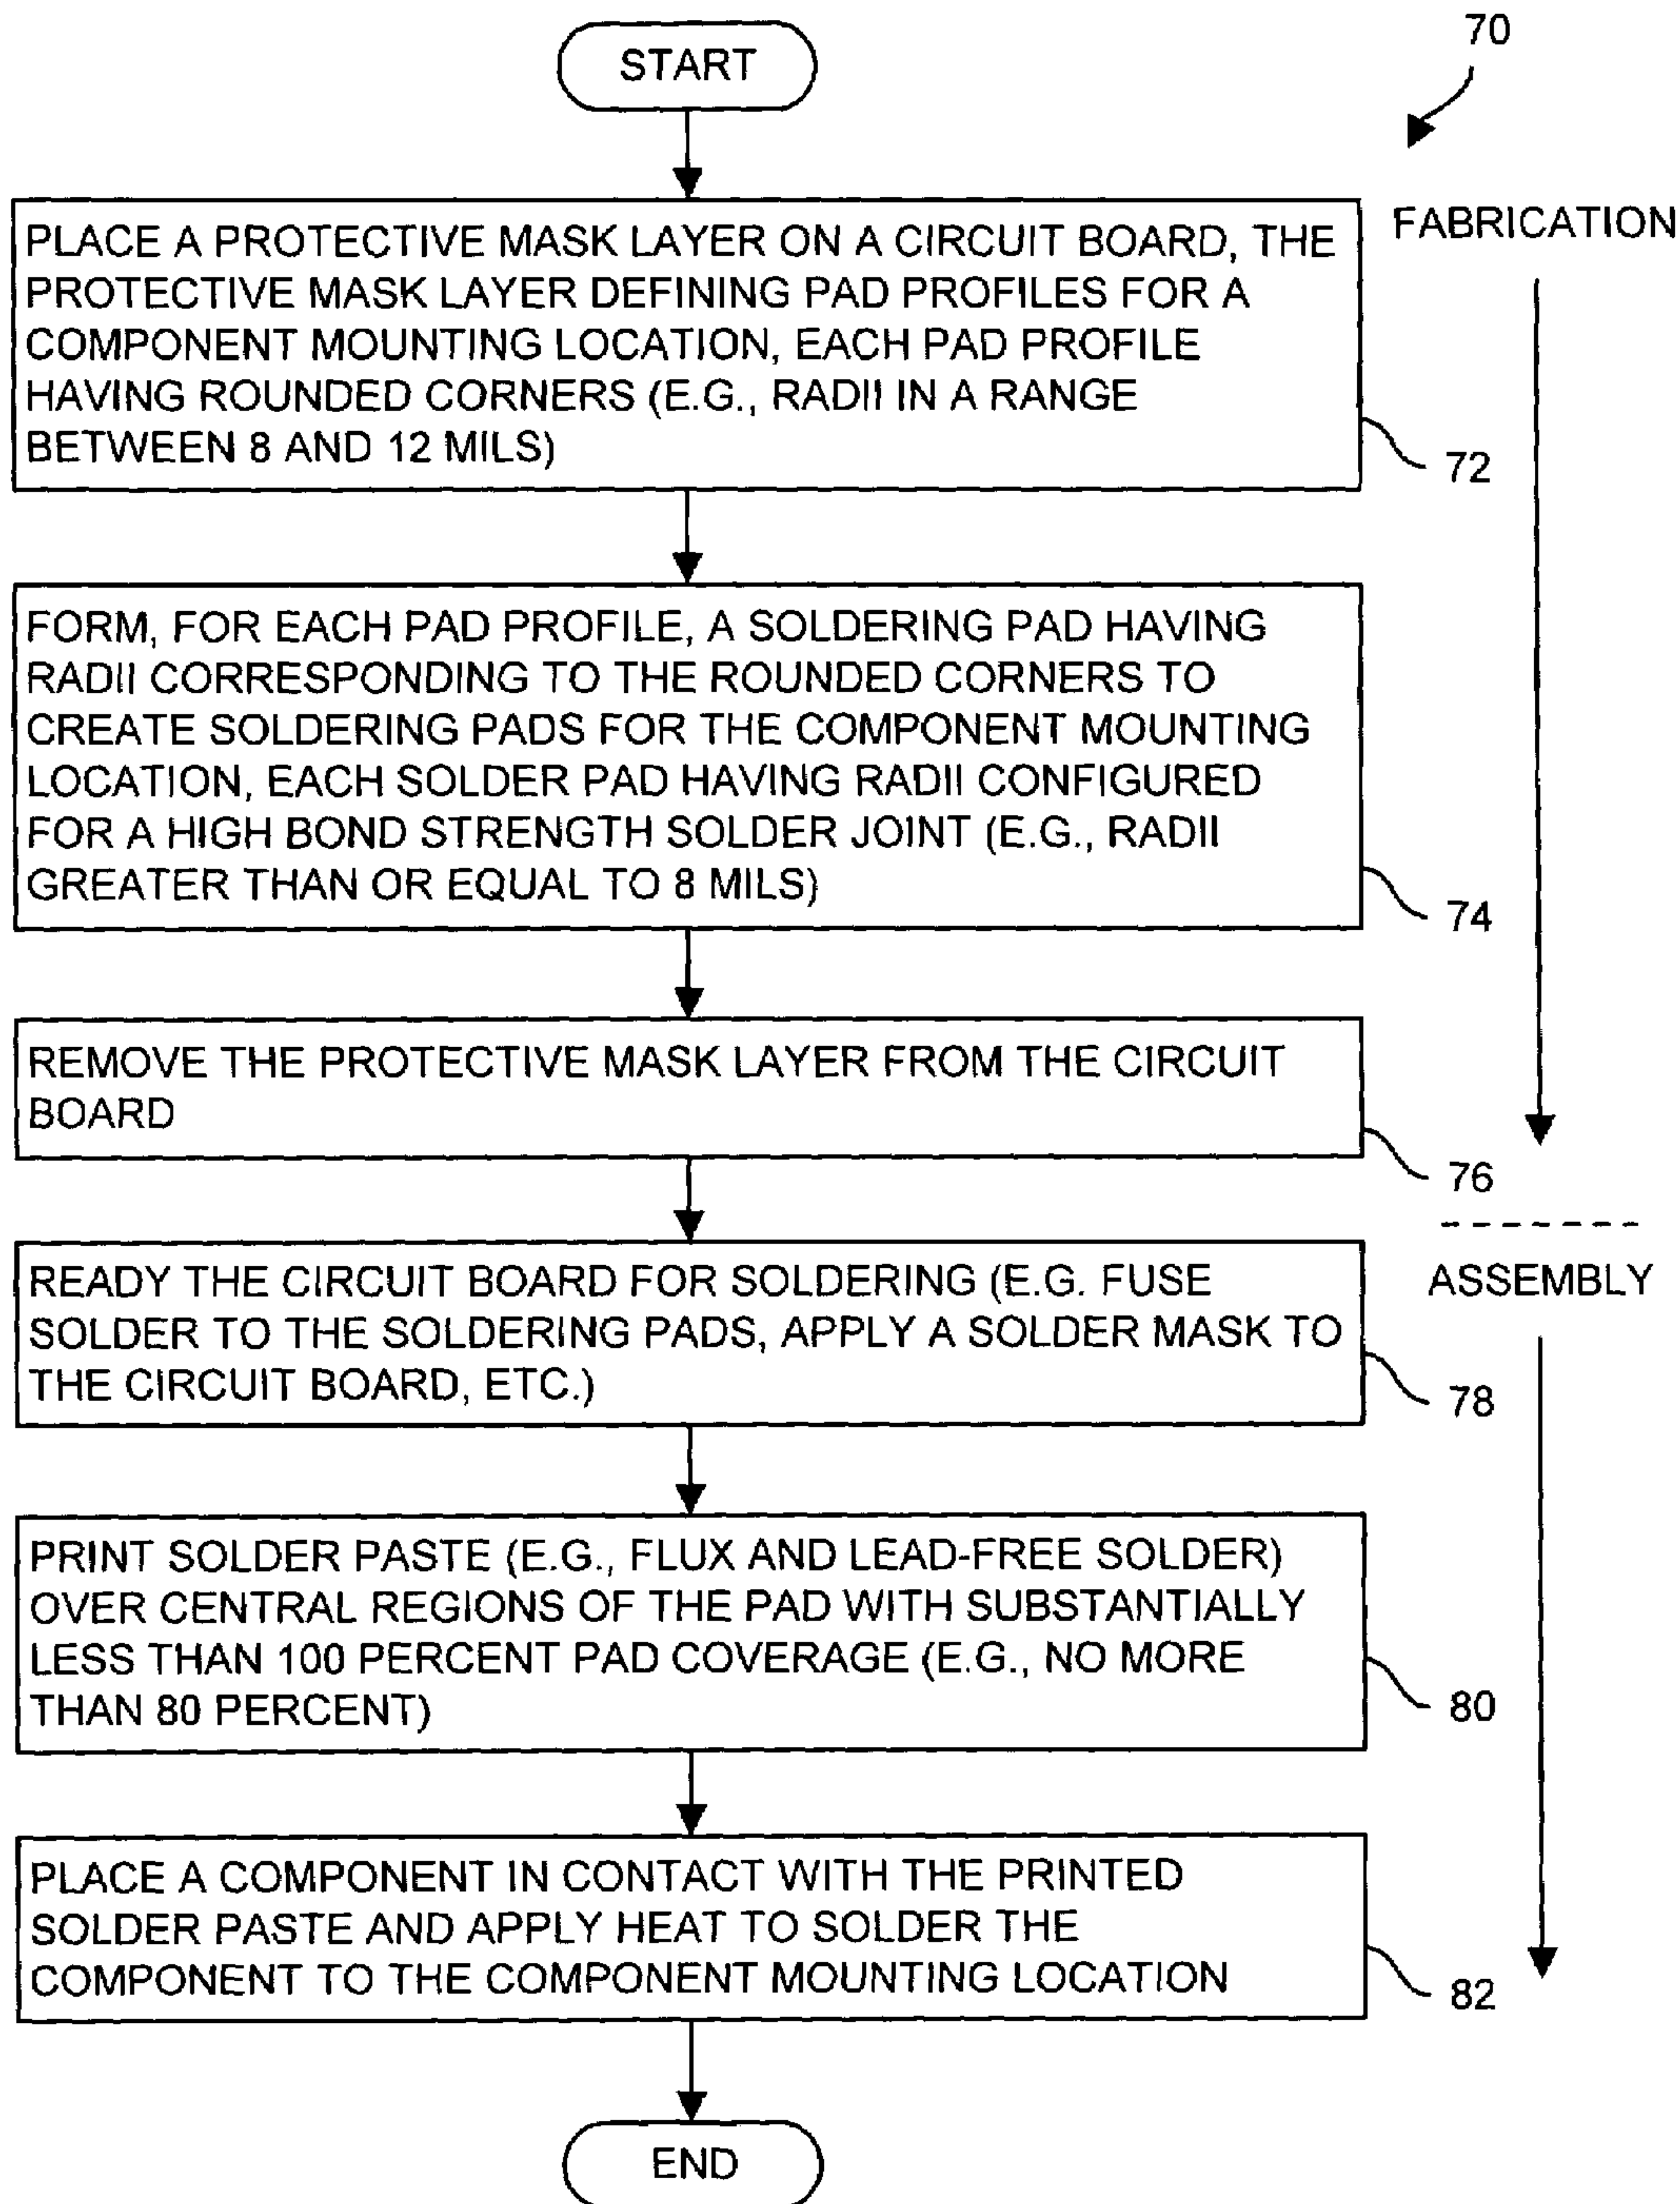 START
70
FABRICATION
PLACE A PROTECTIVE MASK LAYER ON A CIRCUIT BOARD, THE
PROTECTIVE MASK LAYER DEFINING PAD PROFILES FOR A
COMPONENT MOUNTING LOCATION, EACH PAD PROFILE
HAVING ROUNDED CORNERS (E.G., RADII IN A RANGE
BETWEEN 8 AND 12 MILS)
72
FORM, FOR EACH PAD PROFILE, A SOLDERING PAD HAVING
RADII CORRESPONDING TO THE ROUNDED CORNERS TO
CREATE SOLDERING PADS FOR THE COMPONENT MOUNTING
LOCATION, EACH SOLDER PAD HAVING RADII CONFIGURED
FOR A HIGH BOND STRENGTH SOLDER JOINT (E.G., RADII
GREATER THAN OR EQUAL TO 8 MILS)
74
REMOVE THE PROTECTIVE MASK LAYER FROM THE CIRCUIT
BOARD
76
ASSEMBLY
READY THE CIRCUIT BOARD FOR SOLDERING (E.G. FUSE
SOLDER TO THE SOLDERING PADS, APPLY A SOLDER MASK TO
THE CIRCUIT BOARD, ETC.)
78
PRINT SOLDER PASTE (E.G., FLUX AND LEAD-FREE SOLDER)
OVER CENTRAL REGIONS OF THE PAD WITH SUBSTANTIALLY
LESS THAN 100 PERCENT PAD COVERAGE (E.G., NO MORE
THAN 80 PERCENT)
80
PLACE A COMPONENT IN CONTACT WITH THE PRINTED
SOLDER PASTE AND APPLY HEAT TO SOLDER THE
COMPONENT TO THE COMPONENT MOUNTING LOCATION
82
END